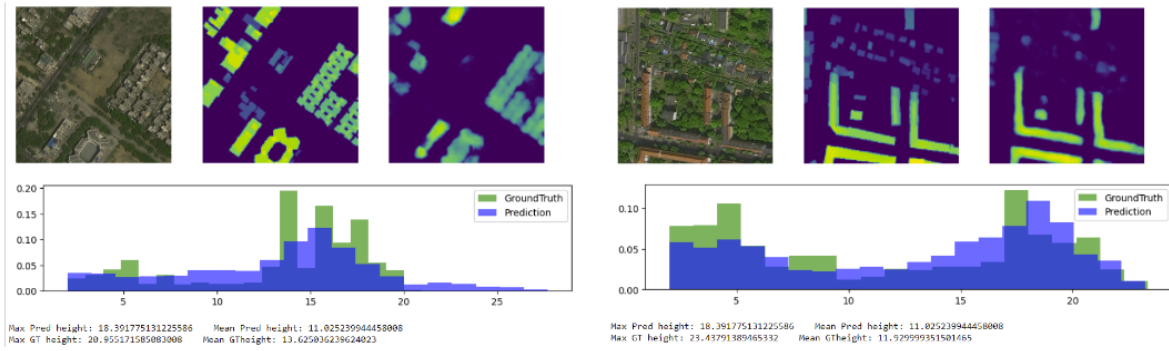 GroundTruth
Prediction
0.20
0.15
0.10
0.05
0.00
5
10
15
20
25
Max Pred height: 18.391775131225586 Mean Pred height: 11.025239944458008
Max GT height: 20.955171585083008 Mean GTheight: 13.625036239624023
GroundTruth
Prediction
0.10
0.05
0.00
5
10
15
20
Max Pred height: 18.391775131225586 Mean Pred height: 11.025239944458008
Max GT height: 23.43791389465332 Mean GTheight: 11.929999351501465